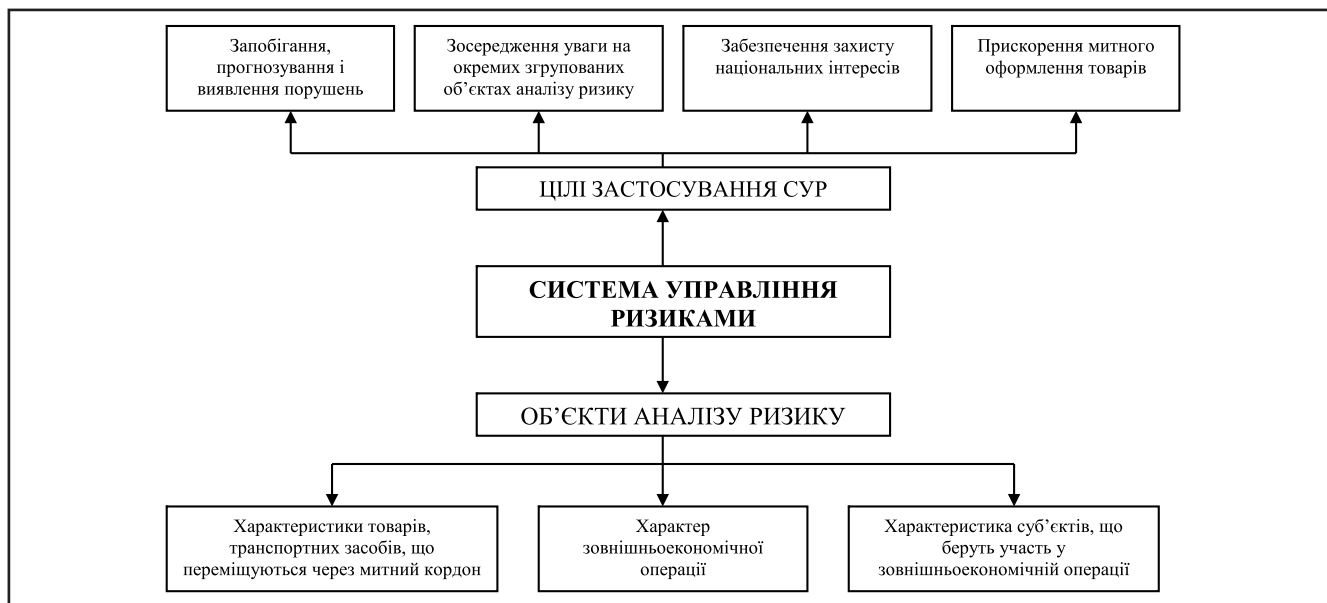 Запобігання,
прогнозування і
виявлення порушень
Зосередження уваги на
окремих згрупованих
об’єктах аналізу ризику
Забезпечення захисту
національних інтересів
Прискорення митного
оформлення товарів
ЦІЛІ ЗАСТОСУВАННЯ СУР
СИСТЕМА УПРАВЛІННЯ
РИЗИКАМИ
ОБ’ЄКТИ АНАЛІЗУ РИЗИКУ
Характеристики товарів,
транспортних засобів, що
переміщуються через митний кордон
Характер
зовнішньоекономічної
операції
Характеристика суб’єктів, що
беруть участь у
зовнішньоекономічній операції